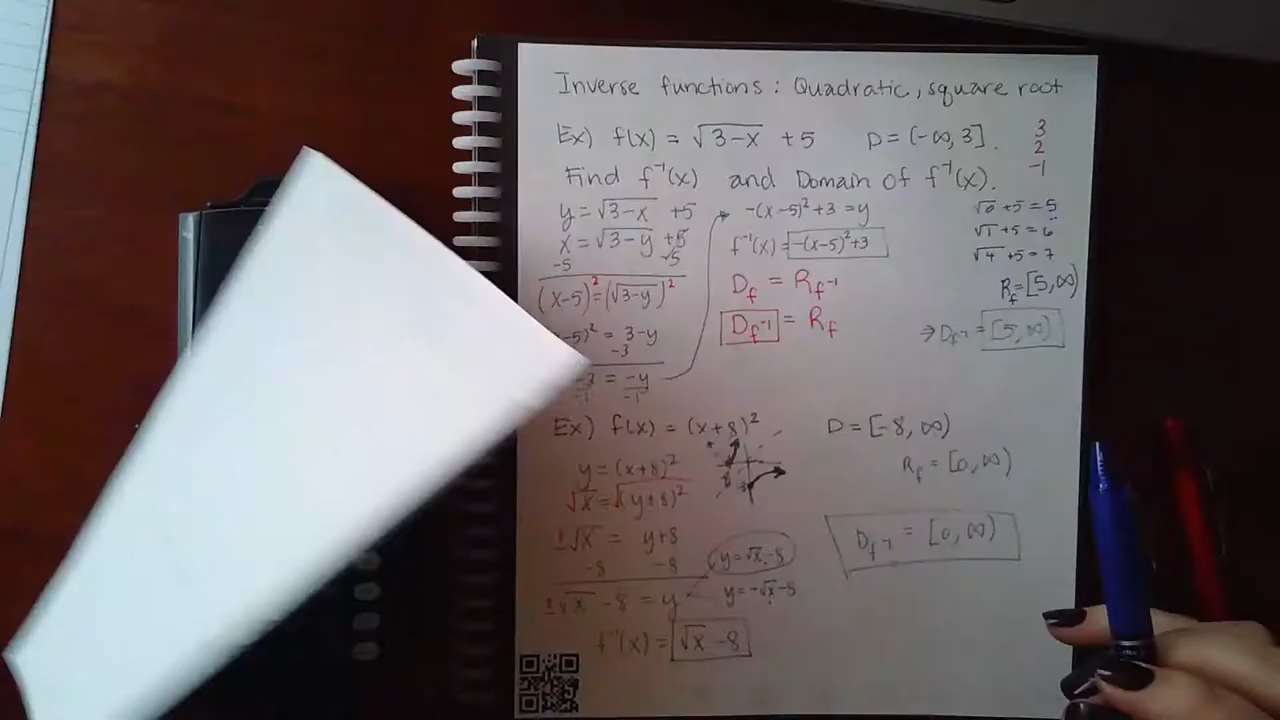 Inverse functions : Quadratic, square root
Ex) f(x) = √3-x + 5 D = (-∞, 3].
3
2
-1
Find f⁻¹(x) and Domain of f⁻¹(x).
y = √3-x +5
x = √3-y +5
-5 -5
(x-5)² = (√3-y)²
-5)² = 3-y
-3
-3 = -y
-1 -1
-(x-5)²+3 = y
f⁻¹(x) = -(x-5)²+3
D_f = R_f⁻¹
D_f⁻¹ = R_f
√0 +5 = 5
√1 +5 = 6
√4 +5 = 7
R_f = [5, ∞)
⇒ D_f⁻¹ = [5, ∞)
Ex) f(x) = (x+8)², D = [-8, ∞)
R_f = [0, ∞)
y = (x+8)²
√x = √(y+8)²
±√x = y+8
-8 -8
±√x -8 = y
y = √x -8
y = -√x -8
f⁻¹(x) = √x -8
D_f⁻¹ = [0, ∞)